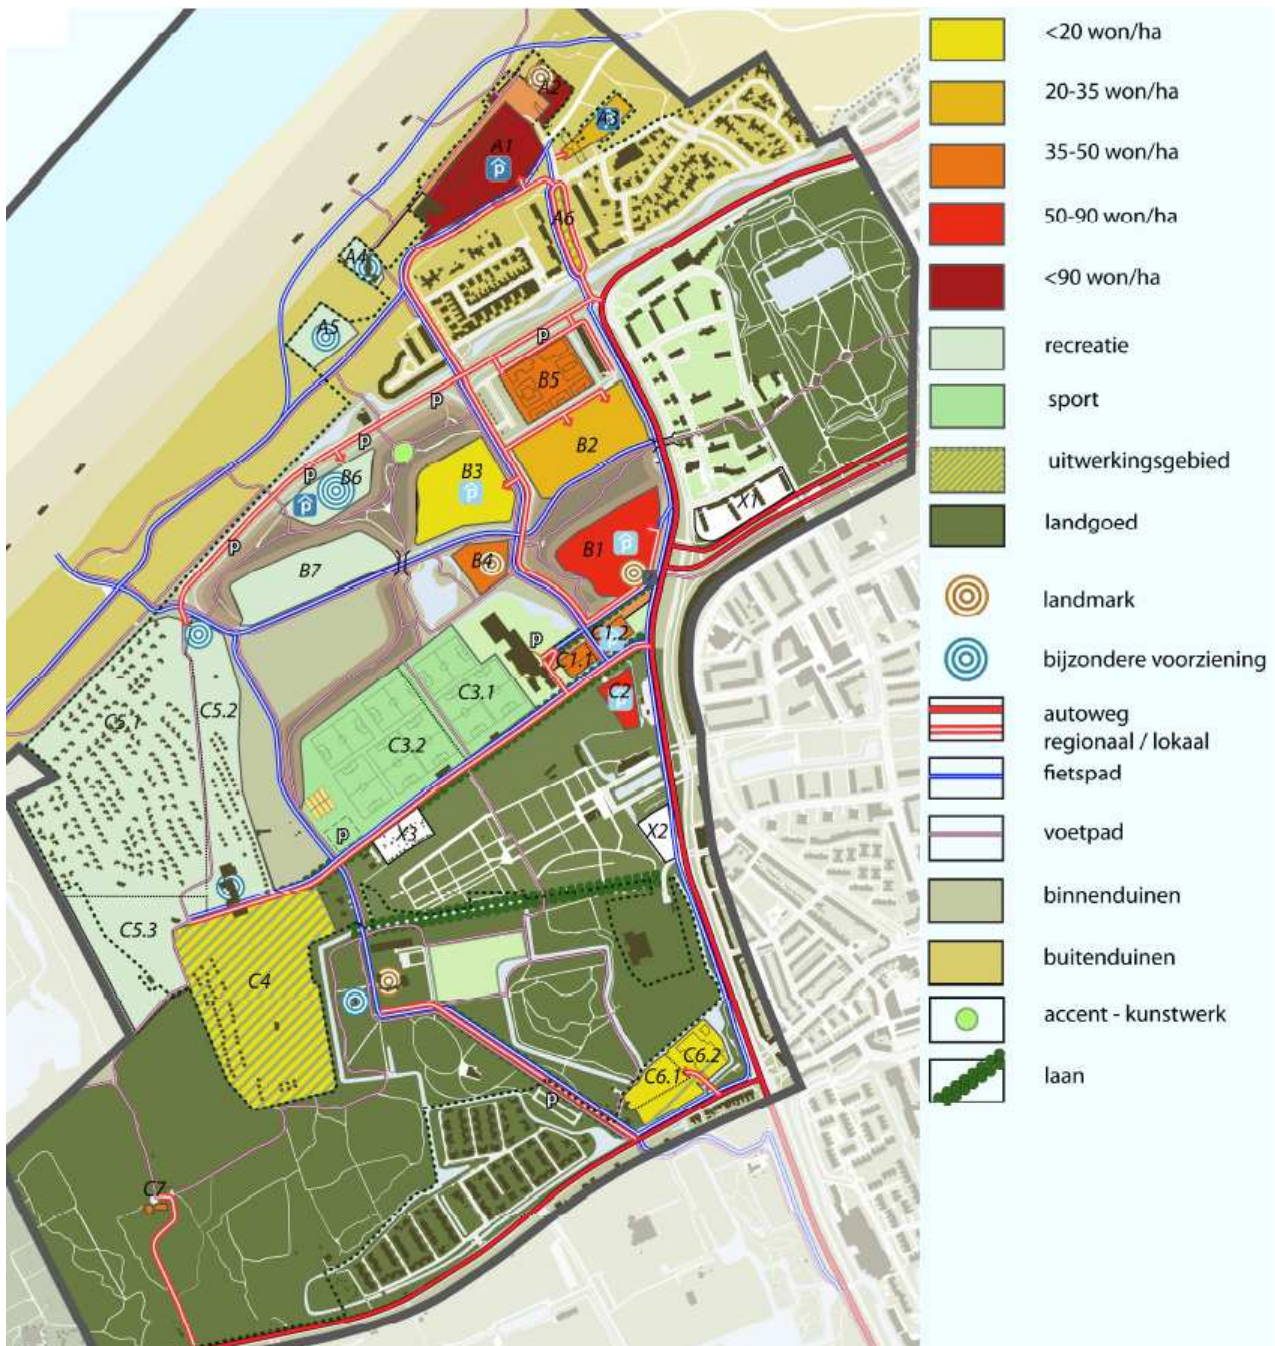 <20 won/ha
20-35 won/ha
35-50 won/ha
50-90 won/ha
<90 won/ha
recreatie
sport
uitwerkingsgebied
landgoed
landmark
bijzondere voorziening
autoweg
regionaal / lokaal
fietspad
voetpad
binnenduinen
buitenduinen
accent - kunstwerk
laan
A2
A3
A1
p
A6
A4
A5
p
B5
p
p
B2
B3
p
p
B6
p
X1
p
B1
p
B4
B7
C1.2
p
C1.1
C3.1
C2
p
C5.1
C5.2
C3.2
p
X3
X2
C5.3
C4
C6.2
C6.1
p
C7